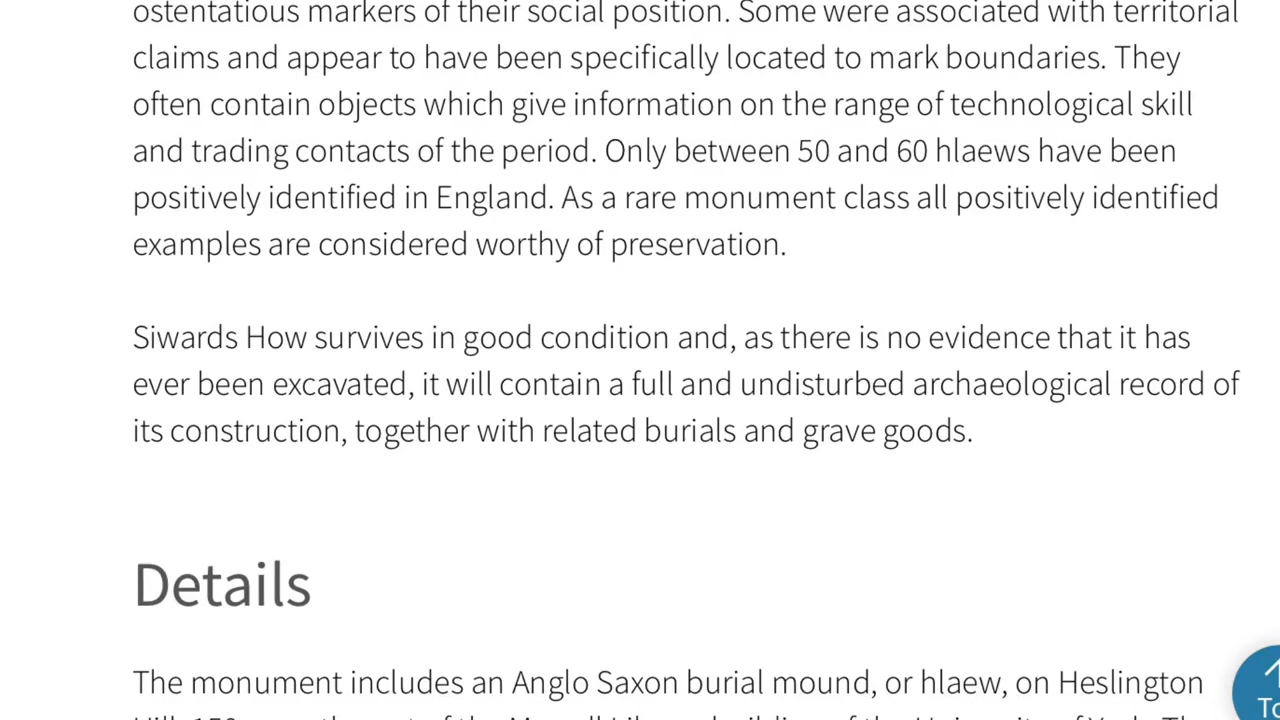 ostentatious markers of their social position. Some were associated with territorial
claims and appear to have been specifically located to mark boundaries. They
often contain objects which give information on the range of technological skill
and trading contacts of the period. Only between 50 and 60 hlaews have been
positively identified in England. As a rare monument class all positively identified
examples are considered worthy of preservation.
Siwards How survives in good condition and, as there is no evidence that it has
ever been excavated, it will contain a full and undisturbed archaeological record of
its construction, together with related burials and grave goods.
Details
The monument includes an Anglo Saxon burial mound, or hlaew, on Heslington